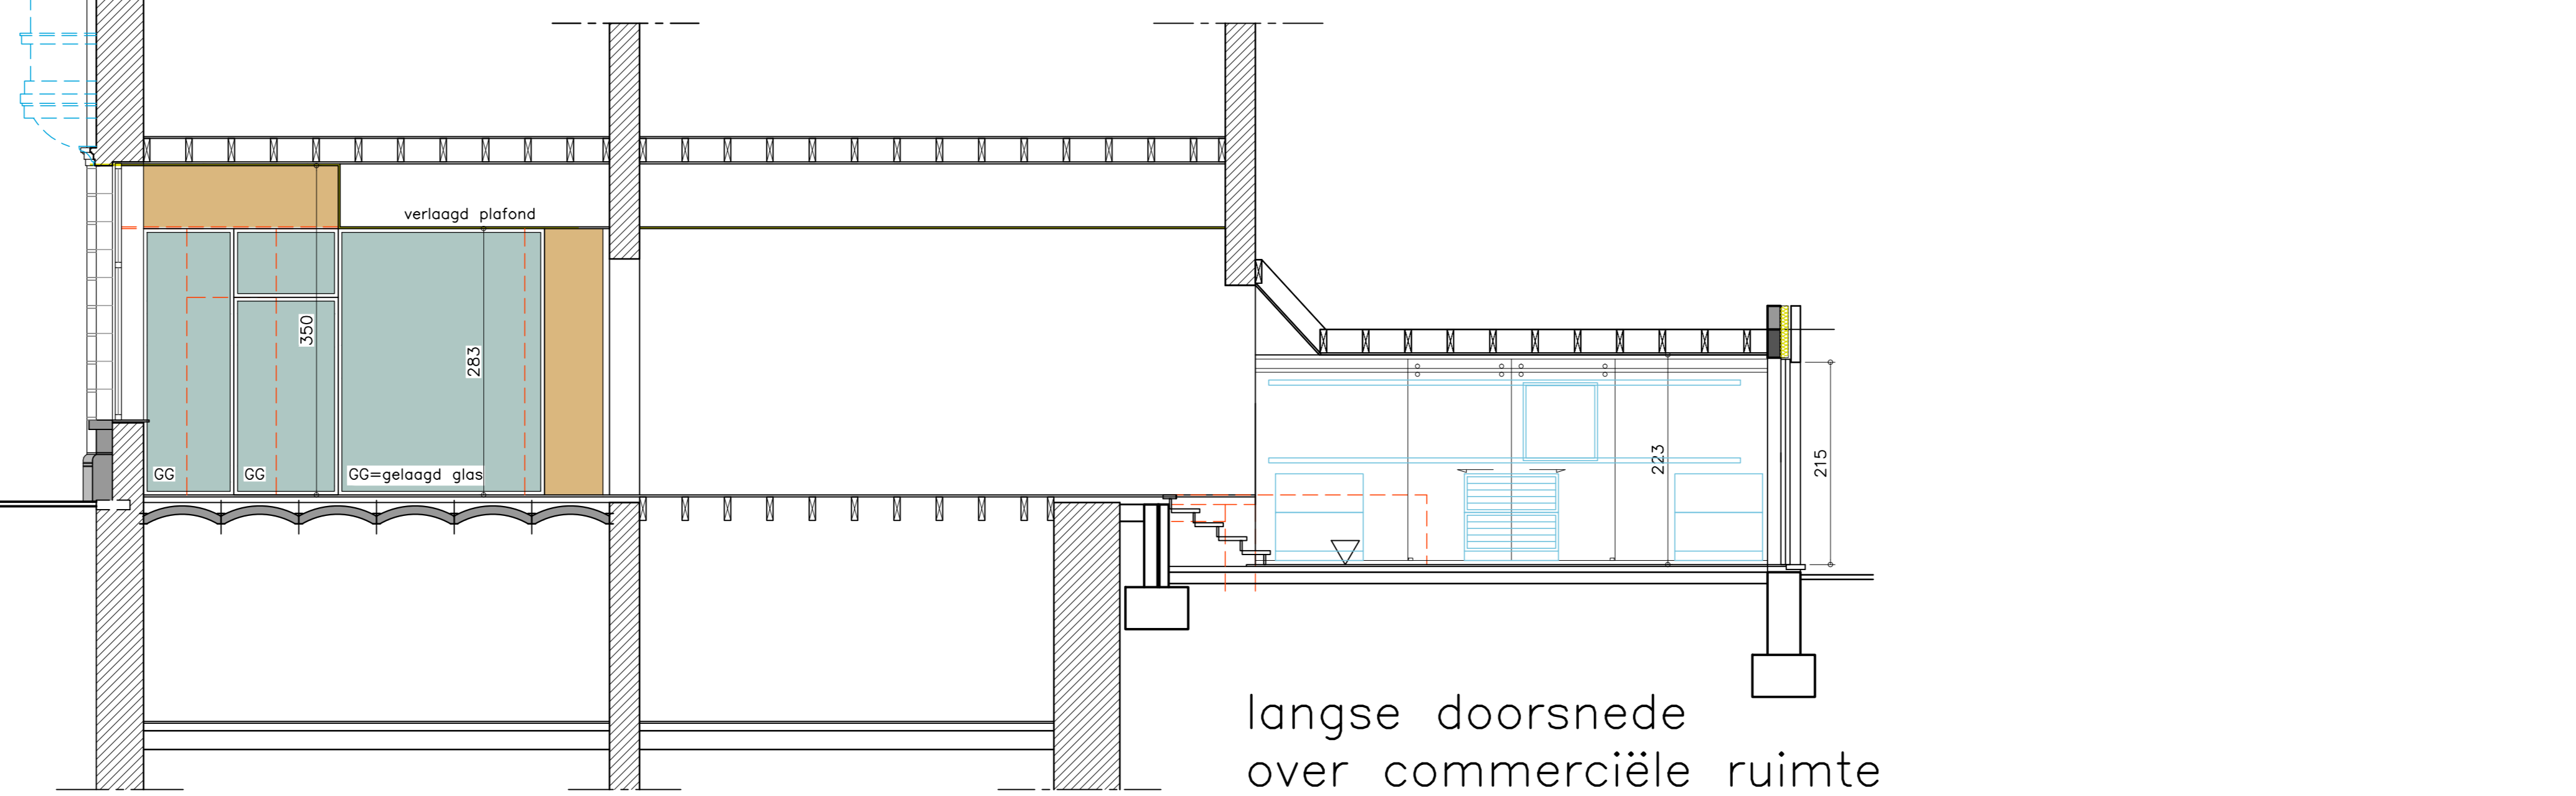 verlaagd plafond
350
283
GG
GG
GG=gelaagd glas
223
215
langse doorsnede
over commerciële ruimte